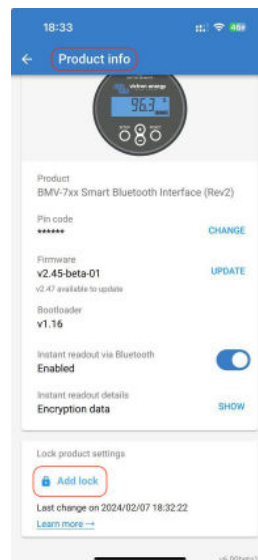 18:33
Product info
victron energy
96.3
Product
BMV-7xx Smart Bluetooth Interface (Rev2)
Pin code
******
CHANGE
Firmware
v2.45-beta-01
UPDATE
v2.47 available to update
Bootloader
v1.16
Instant readout via Bluetooth
Enabled
Instant readout details
Encryption data
SHOW
Lock product settings
Add lock
Last change on 2024/02/07 18:32:22
Learn more →